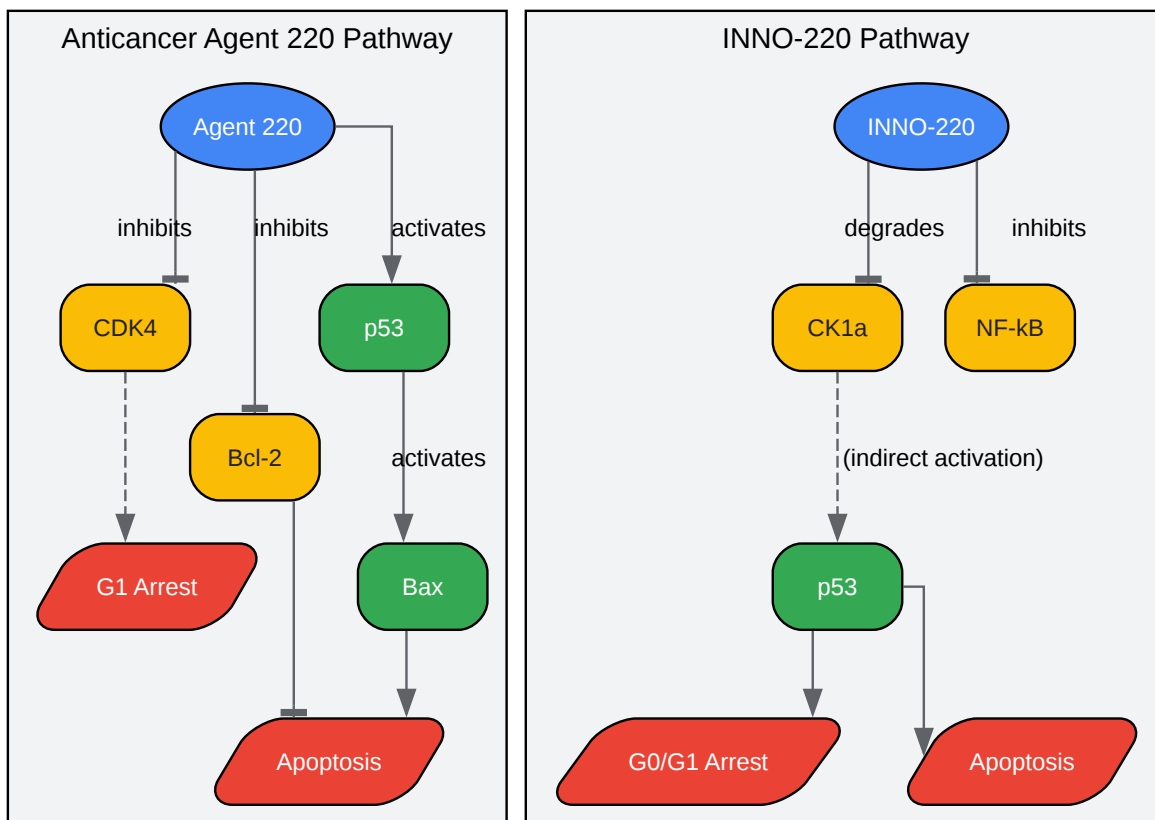 Anticancer Agent 220 Pathway
Agent 220
inhibits
inhibits
activates
CDK4
p53
Bcl-2
activates
G1 Arrest
Bax
Apoptosis
INNO-220 Pathway
INNO-220
degrades
inhibits
CK1a
NF-kB
(indirect activation)
p53
G0/G1 Arrest
Apoptosis